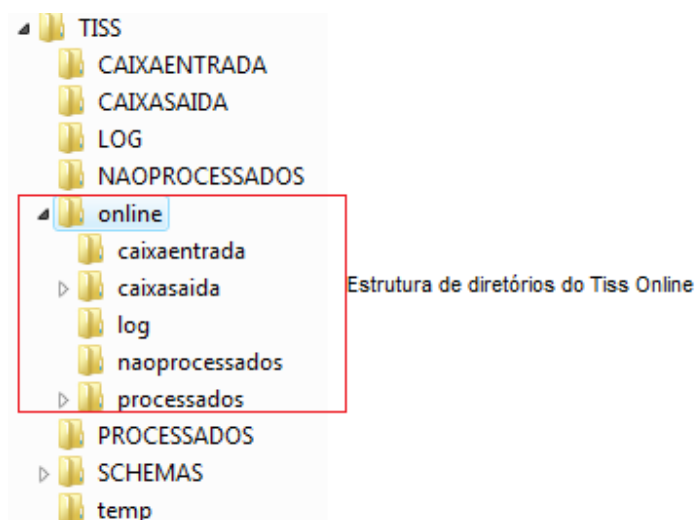 TISS
CAIXAENTRADA
CAIXASAIDA
LOG
NAOPROCESSADOS
online
caixaentrada
caixasaida
Estrutura de diretórios do Tiss Online
log
naoprocessados
processados
PROCESSADOS
SCHEMAS
temp